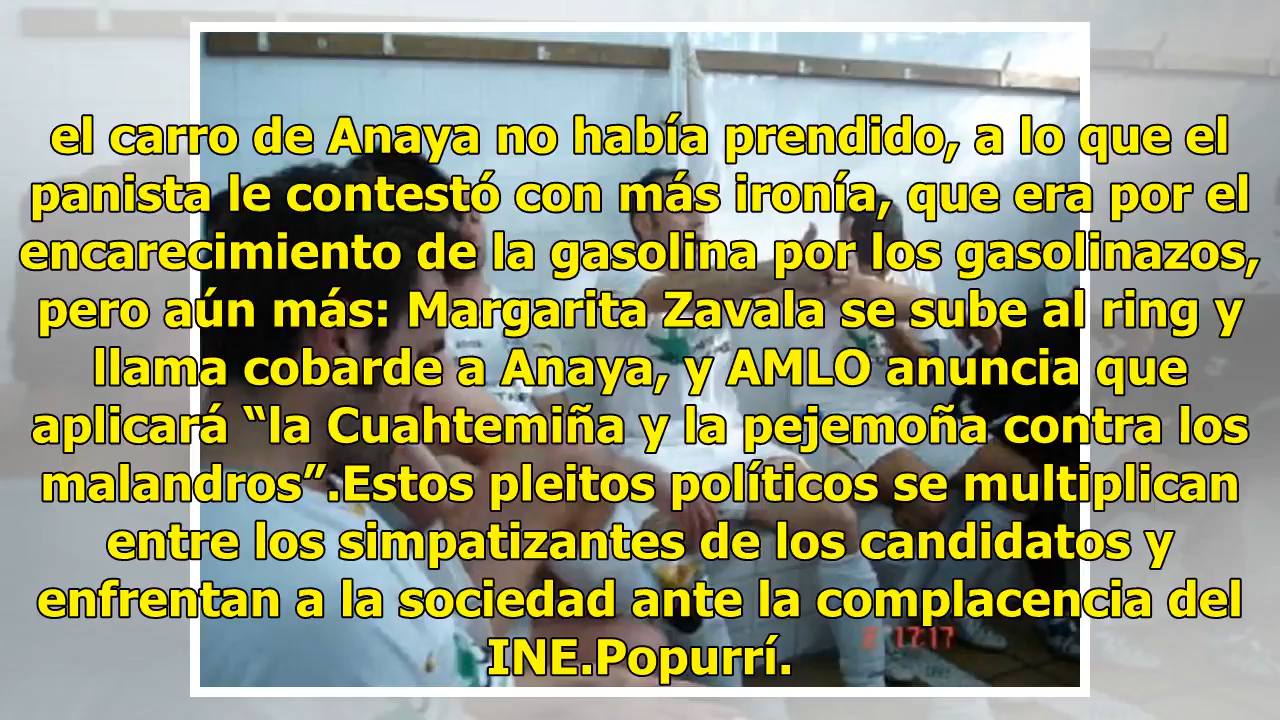 el carro de Anaya no había prendido, a lo que el
panista le contestó con más ironía, que era por el
encarecimiento de la gasolina por los gasolinazos,
pero aún más: Margarita Zavala se sube al ring y
llama cobarde a Anaya, y AMLO anuncia que
aplicará “la Cuahtemiña y la pejemoña contra los
malandros”.Estos pleitos políticos se multiplican
entre los simpatizantes de los candidatos y
enfrentan a la sociedad ante la complacencia del
INE.Popurrí.
17:17